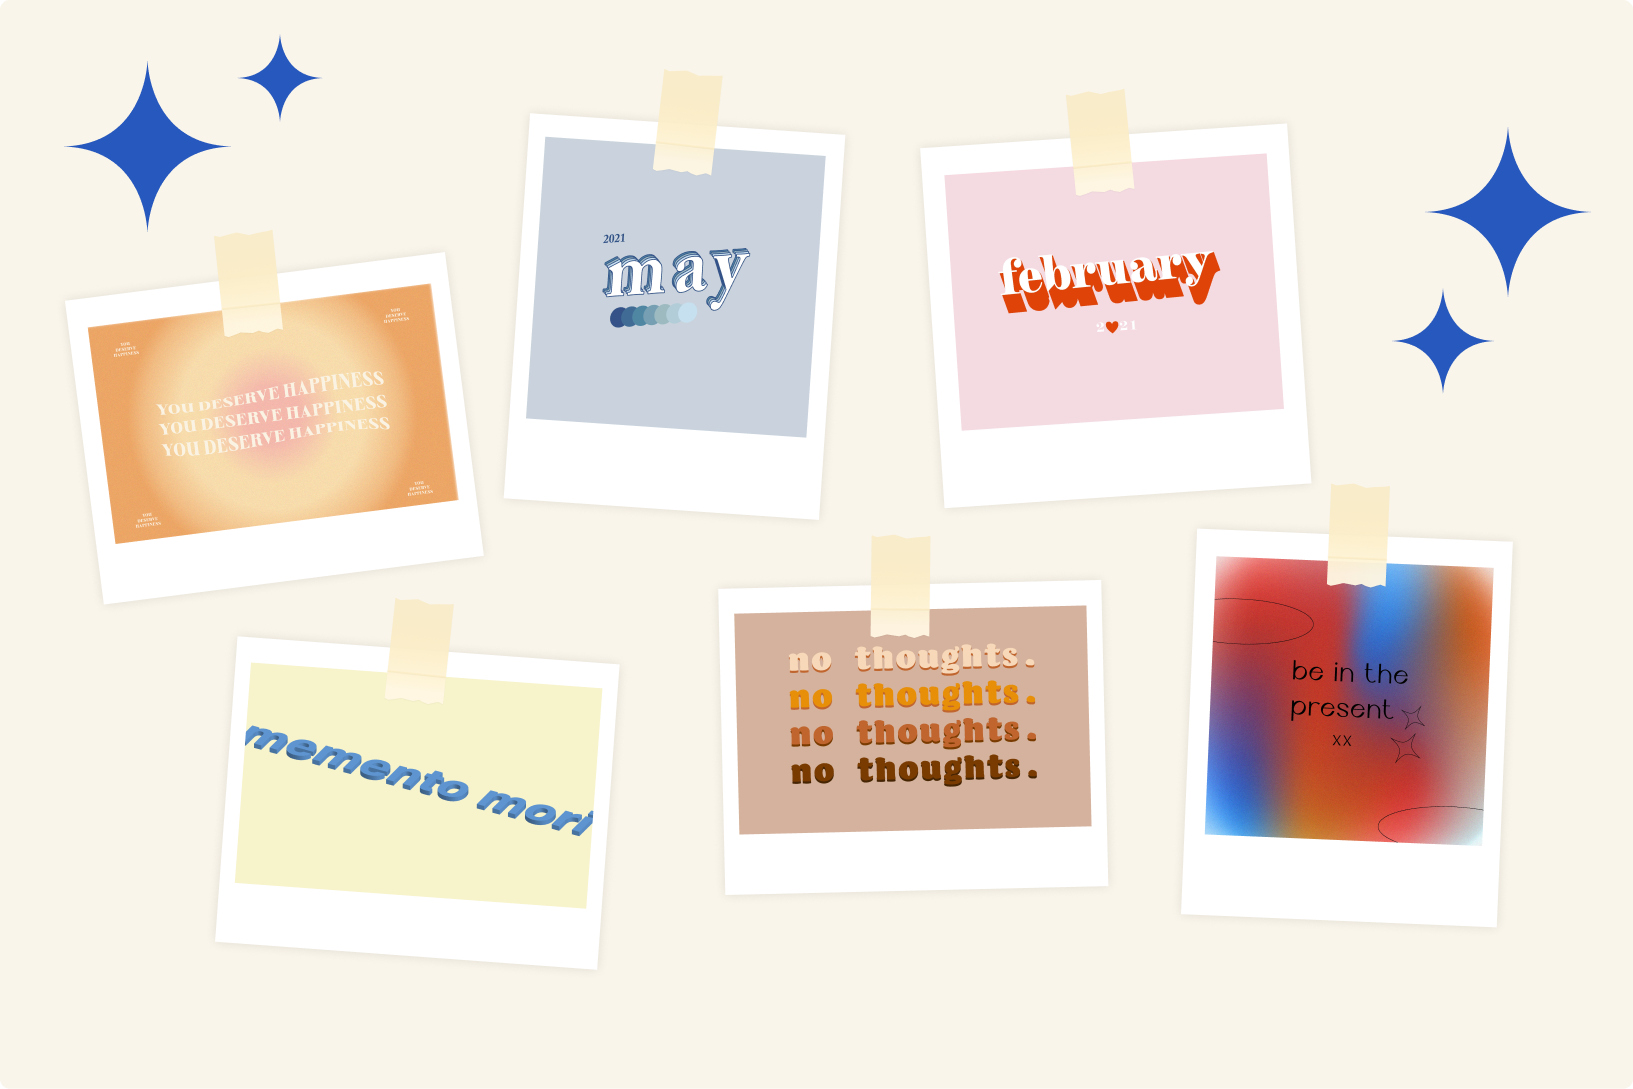 2021
may
february
2 21
YOU
DESERVE
HAPPINESS
YOU
DESERVE
HAPPINESS
YOU DESERVE HAPPINESS
YOU DESERVE HAPPINESS
YOU DESERVE HAPPINESS
YOU
DESERVE
HAPPINESS
YOU
DESERVE
HAPPINESS
memento mori
no thoughts.
no thoughts.
no thoughts.
no thoughts.
be in the
present
xx